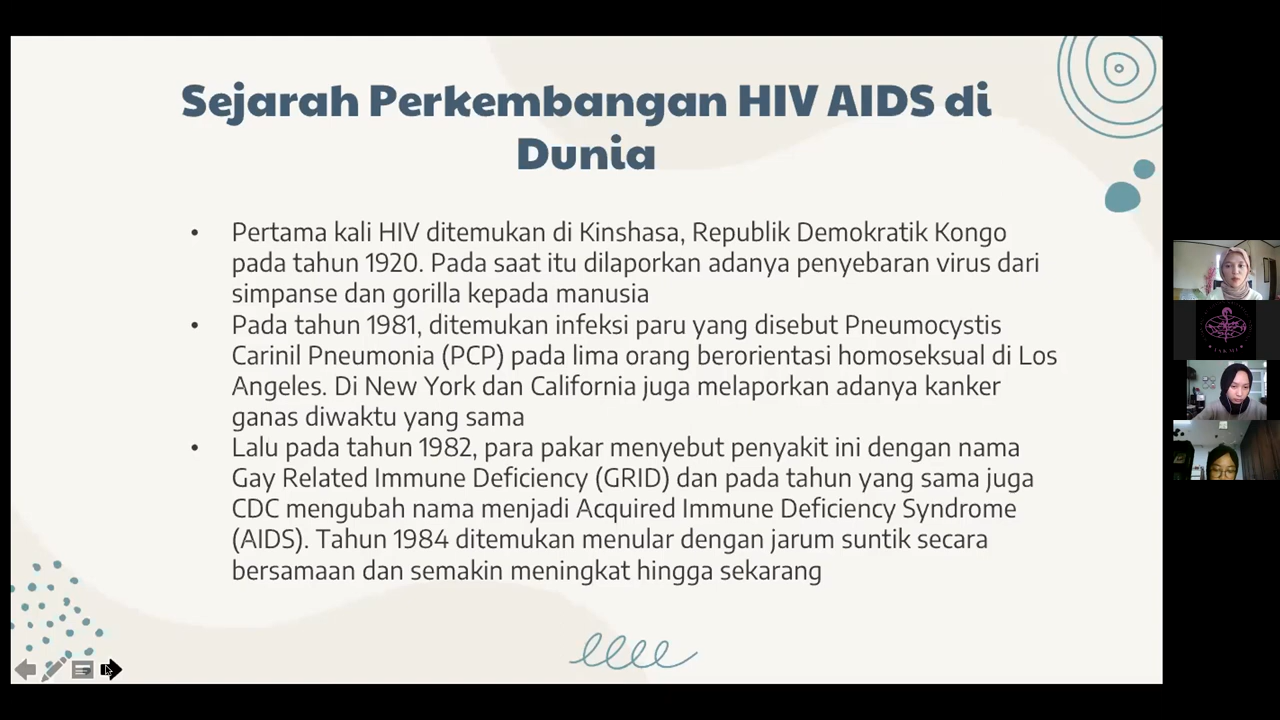 Sejarah Perkembangan HIV AIDS di
Dunia
• Pertama kali HIV ditemukan di Kinshasa, Republik Demokratik Kongo
pada tahun 1920. Pada saat itu dilaporkan adanya penyebaran virus dari
simpanse dan gorilla kepada manusia
• Pada tahun 1981, ditemukan infeksi paru yang disebut Pneumocystis
Carinil Pneumonia (PCP) pada lima orang berorientasi homoseksual di Los
Angeles. Di New York dan California juga melaporkan adanya kanker
ganas diwaktu yang sama
• Lalu pada tahun 1982, para pakar menyebut penyakit ini dengan nama
Gay Related Immune Deficiency (GRID) dan pada tahun yang sama juga
CDC mengubah nama menjadi Acquired Immune Deficiency Syndrome
(AIDS). Tahun 1984 ditemukan menular dengan jarum suntik secara
bersamaan dan semakin meningkat hingga sekarang